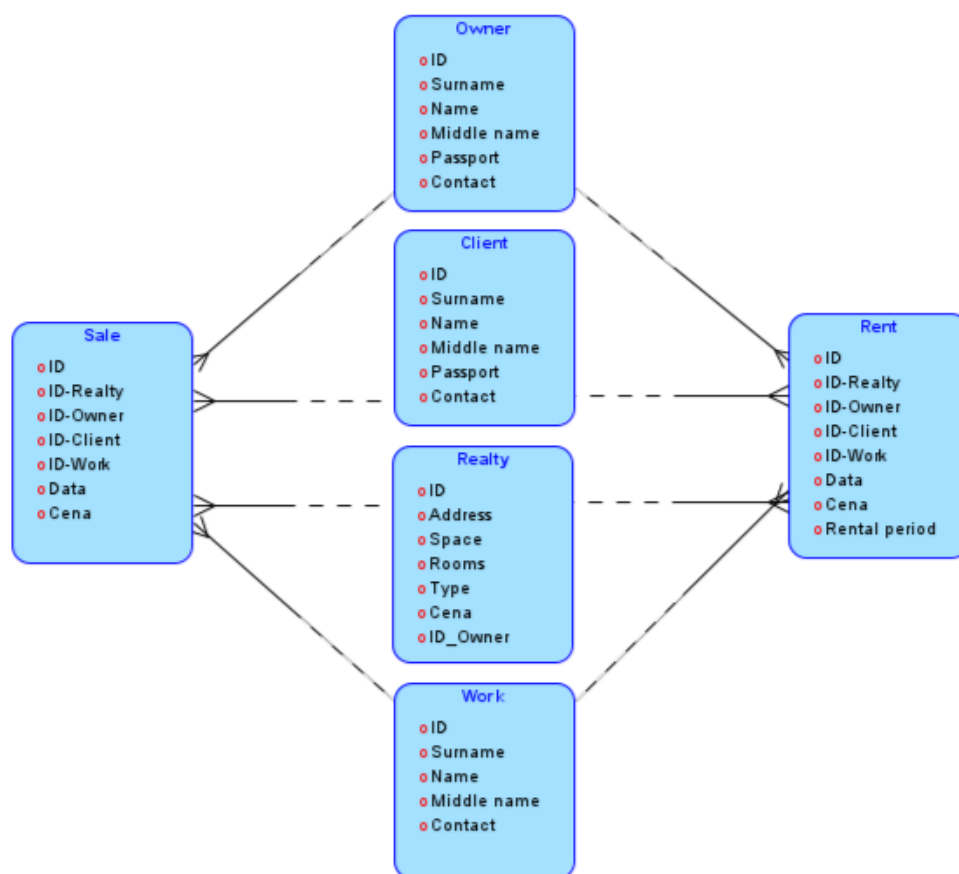 Owner
ID
Surname
Name
Middle name
Passport
Contact
Client
ID
Surname
Name
Middle name
Passport
Contact
Sale
ID
ID-Realty
ID-Owner
ID-Client
ID-Work
Data
Cena
Rent
ID
ID-Realty
ID-Owner
ID-Client
ID-Work
Data
Cena
Rental period
Realty
ID
Address
Space
Rooms
Type
Cena
ID_Owner
Work
ID
Surname
Name
Middle name
Contact